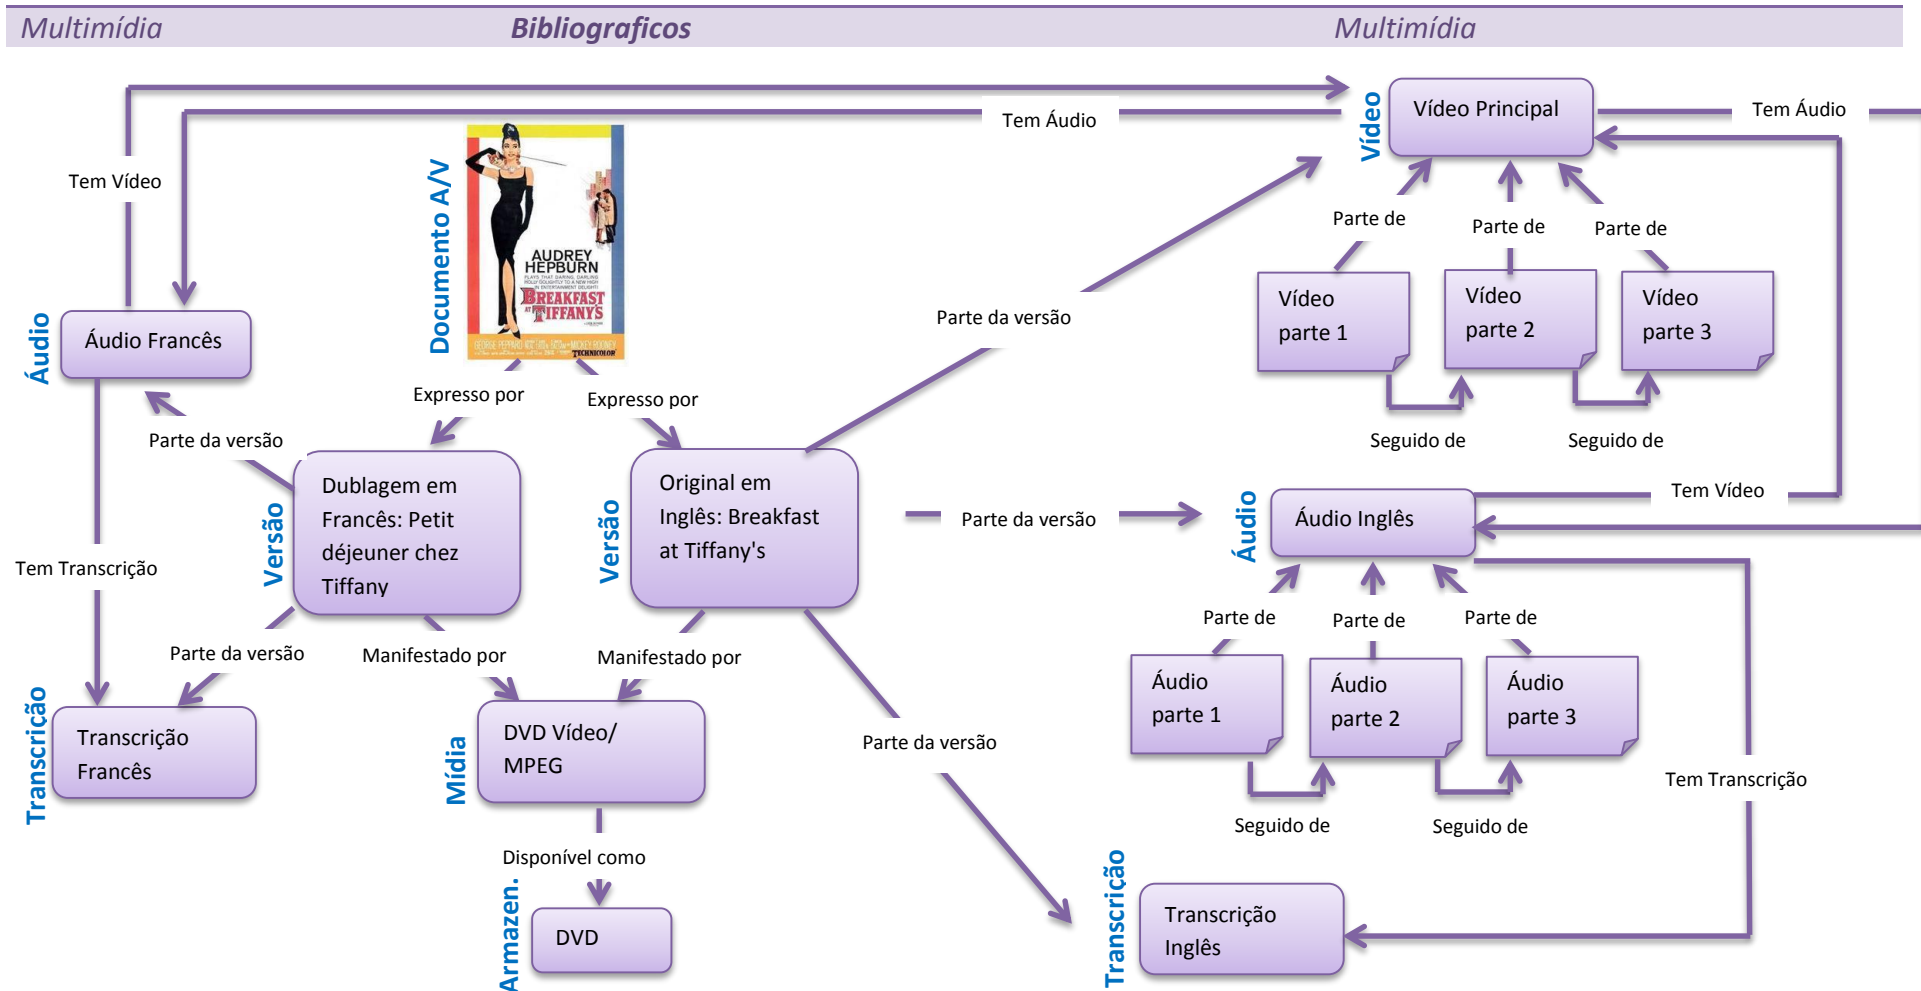 Multimídia
Bibliograficos
Multimídia
Tem Áudio
Vídeo
Vídeo Principal
Tem Áudio
Tem Vídeo
Documento A/V
AUDREY
HEPBURN
BREAKFAST
AT TIFFANY'S
GEORGE PEPPARD
MICKEY ROONEY
TECHNICOLOR
Parte de
Parte de
Parte de
Vídeo
parte 1
Vídeo
parte 2
Vídeo
parte 3
Seguido de
Seguido de
Áudio
Áudio Francês
Parte da versão
Expresso por
Expresso por
Parte da versão
Versão
Dublagem em
Francês: Petit
déjeuner chez
Tiffany
Versão
Original em
Inglês: Breakfast
at Tiffany's
Parte da versão
Áudio
Áudio Inglês
Tem Vídeo
Tem Transcrição
Parte da versão
Manifestado por
Manifestado por
Parte de
Parte de
Parte de
Áudio
parte 1
Áudio
parte 2
Áudio
parte 3
Seguido de
Seguido de
Transcrição
Transcrição
Francês
Mídia
DVD Vídeo/
MPEG
Parte da versão
Tem Transcrição
Disponível como
Armazen.
DVD
Transcrição
Transcrição
Inglês